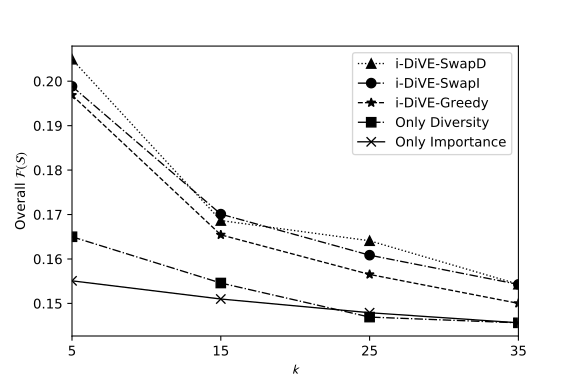 i-DiVE-SwapD
i-DiVE-SwapI
i-DiVE-Greedy
Only Diversity
Only Importance
Overall ℱ(S)
0.20
0.19
0.18
0.17
0.16
0.15
5
15
25
35
k